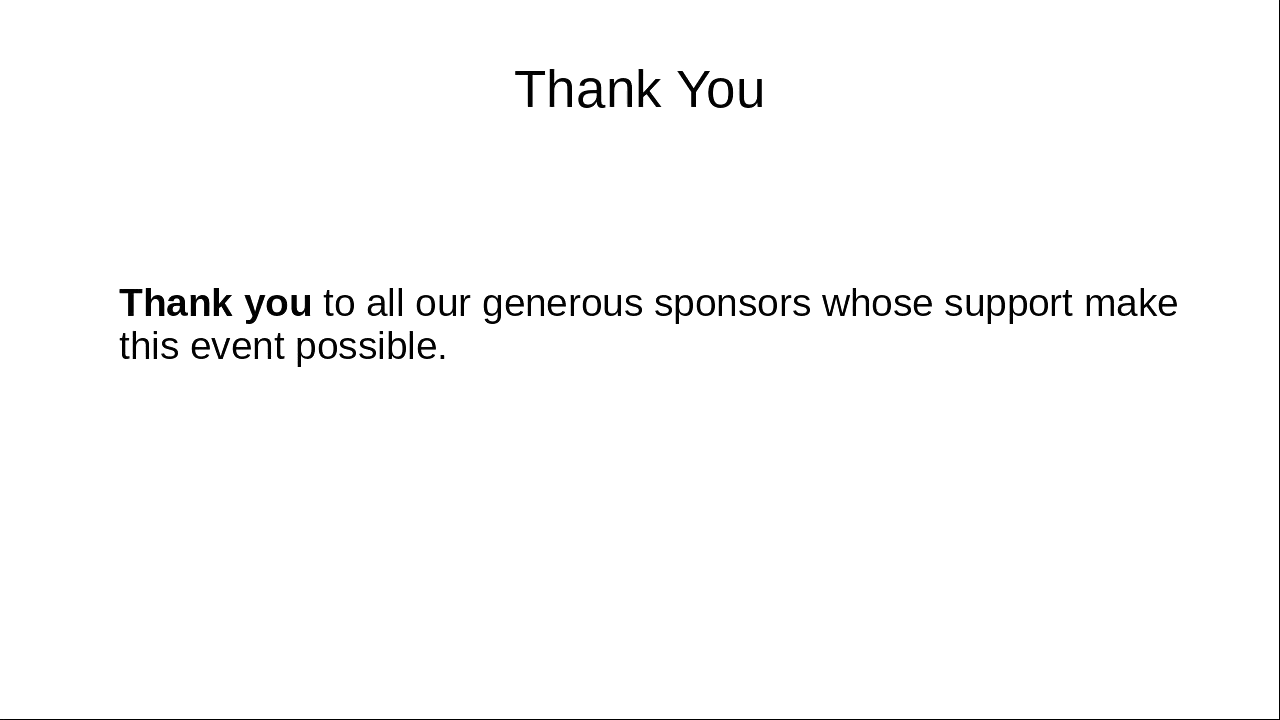 Thank You
Thank you to all our generous sponsors whose support make
this event possible.